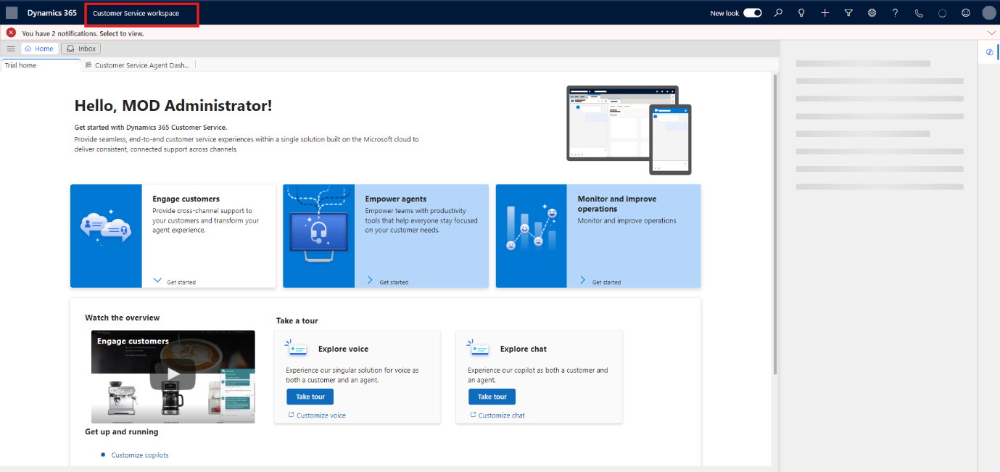 Dynamics 365
Customer Service workspace
New look
You have 2 notifications. Select to view.
Home
Inbox
Trial home
Customer Service Agent Dash...
Hello, MOD Administrator!
Get started with Dynamics 365 Customer Service.
Provide seamless, end-to-end customer service experiences within a single solution built on the Microsoft cloud to
deliver consistent, connected support across channels.
Engage customers
Provide cross-channel support to
your customers and transform your
agent experience.
Get started
Empower agents
Empower teams with productivity
tools that help everyone stay focused
on your customer needs.
Get started
Monitor and improve
operations
Monitor and improve operations
Get started
Watch the overview
Engage customers
Take a tour
Explore voice
Experience our singular solution for voice as
both a customer and an agent.
Take tour
Customize voice
Explore chat
Experience our copilot as both a customer and
an agent.
Take tour
Customize chat
Get up and running
Customize copilots